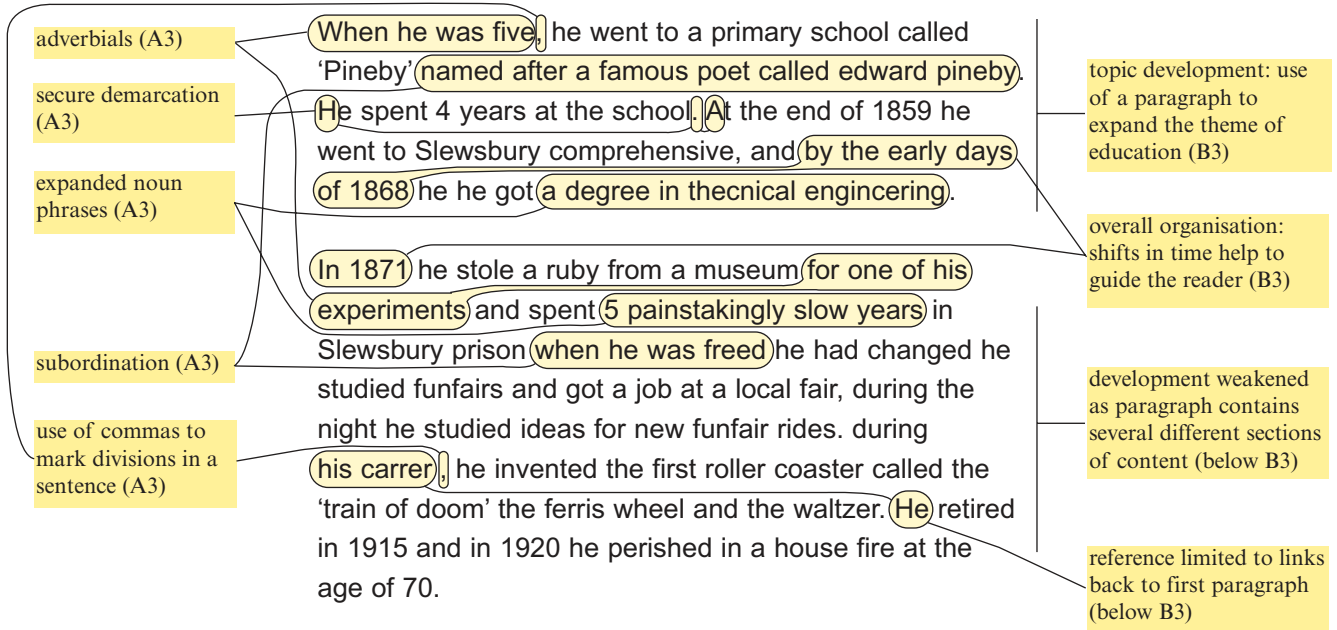 adverbials (A3)
secure demarcation
(A3)
expanded noun
phrases (A3)
subordination (A3)
use of commas to
mark divisions in a
sentence (A3)
When he was five, he went to a primary school called
‘Pineby’ named after a famous poet called edward pineby.
He spent 4 years at the school. At the end of 1859 he
went to Slewsbury comprehensive, and by the early days
of 1868 he he got a degree in thecnical engincering.
In 1871 he stole a ruby from a museum for one of his
experiments and spent 5 painstakingly slow years in
Slewsbury prison when he was freed he had changed he
studied funfairs and got a job at a local fair, during the
night he studied ideas for new funfair rides. during
his carrer, he invented the first roller coaster called the
‘train of doom’ the ferris wheel and the waltzer. He retired
in 1915 and in 1920 he perished in a house fire at the
age of 70.
topic development: use
of a paragraph to
expand the theme of
education (B3)
overall organisation:
shifts in time help to
guide the reader (B3)
development weakened
as paragraph contains
several different sections
of content (below B3)
reference limited to links
back to first paragraph
(below B3)